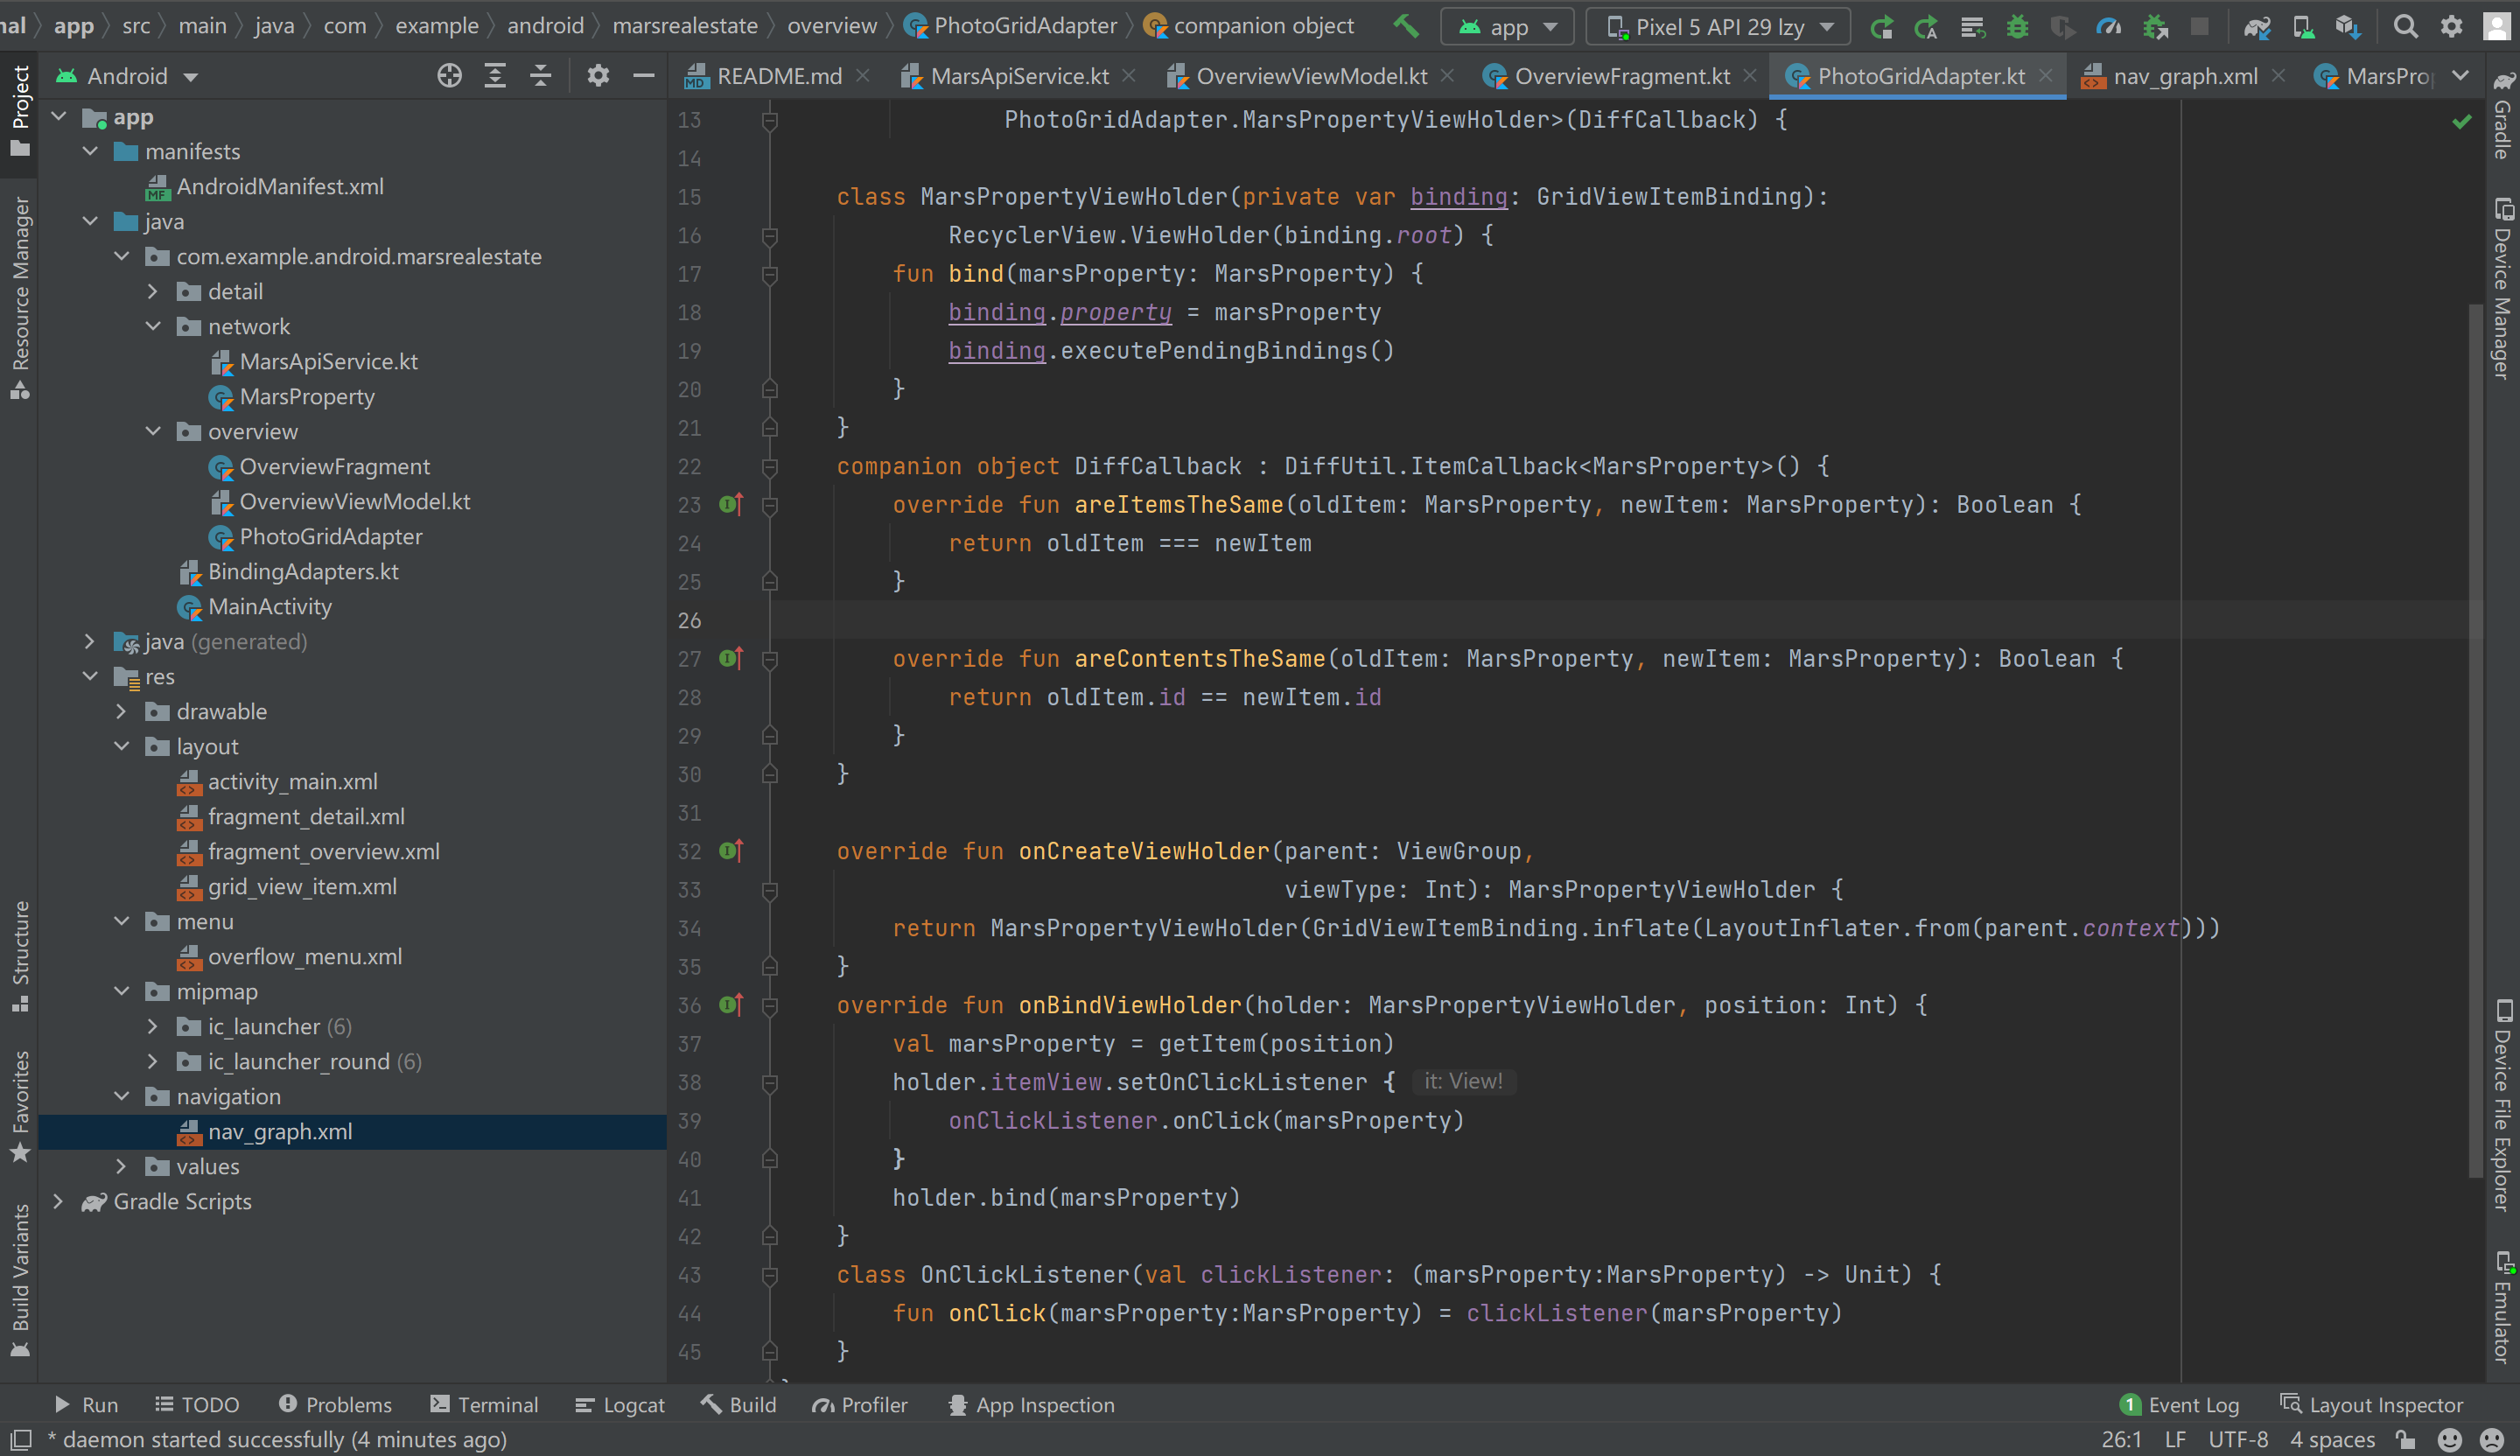 nal app src main java com example android marsrealestate overview PhotoGridAdapter companion object app Pixel 5 API 29 lzy
Project
Resource Manager
Structure
Favorites
Build Variants
Android
app
manifests
AndroidManifest.xml
java
com.example.android.marsrealestate
detail
network
MarsApiService.kt
MarsProperty
overview
OverviewFragment
OverviewViewModel.kt
PhotoGridAdapter
BindingAdapters.kt
MainActivity
java (generated)
res
drawable
layout
activity_main.xml
fragment_detail.xml
fragment_overview.xml
grid_view_item.xml
menu
overflow_menu.xml
mipmap
ic_launcher (6)
ic_launcher_round (6)
navigation
nav_graph.xml
values
Gradle Scripts
README.md MarsApiService.kt OverviewViewModel.kt OverviewFragment.kt PhotoGridAdapter.kt nav_graph.xml MarsPro
13 PhotoGridAdapter.MarsPropertyViewHolder>(DiffCallback) {
14
15 class MarsPropertyViewHolder(private var binding: GridViewItemBinding):
16 RecyclerView.ViewHolder(binding.root) {
17 fun bind(marsProperty: MarsProperty) {
18 binding.property = marsProperty
19 binding.executePendingBindings()
20 }
21 }
22 companion object DiffCallback : DiffUtil.ItemCallback<MarsProperty>() {
23 override fun areItemsTheSame(oldItem: MarsProperty, newItem: MarsProperty): Boolean {
24 return oldItem === newItem
25 }
26
27 override fun areContentsTheSame(oldItem: MarsProperty, newItem: MarsProperty): Boolean {
28 return oldItem.id == newItem.id
29 }
30 }
31
32 override fun onCreateViewHolder(parent: ViewGroup,
33 viewType: Int): MarsPropertyViewHolder {
34 return MarsPropertyViewHolder(GridViewItemBinding.inflate(LayoutInflater.from(parent.context)))
35 }
36 override fun onBindViewHolder(holder: MarsPropertyViewHolder, position: Int) {
37 val marsProperty = getItem(position)
38 holder.itemView.setOnClickListener { it: View!
39 onClickListener.onClick(marsProperty)
40 }
41 holder.bind(marsProperty)
42 }
43 class OnClickListener(val clickListener: (marsProperty:MarsProperty) -> Unit) {
44 fun onClick(marsProperty:MarsProperty) = clickListener(marsProperty)
45 }
Gradle
Device Manager
Device File Explorer
Emulator
Run TODO Problems Terminal Logcat Build Profiler App Inspection 1 Event Log Layout Inspector
* daemon started successfully (4 minutes ago) 26:1 LF UTF-8 4 spaces